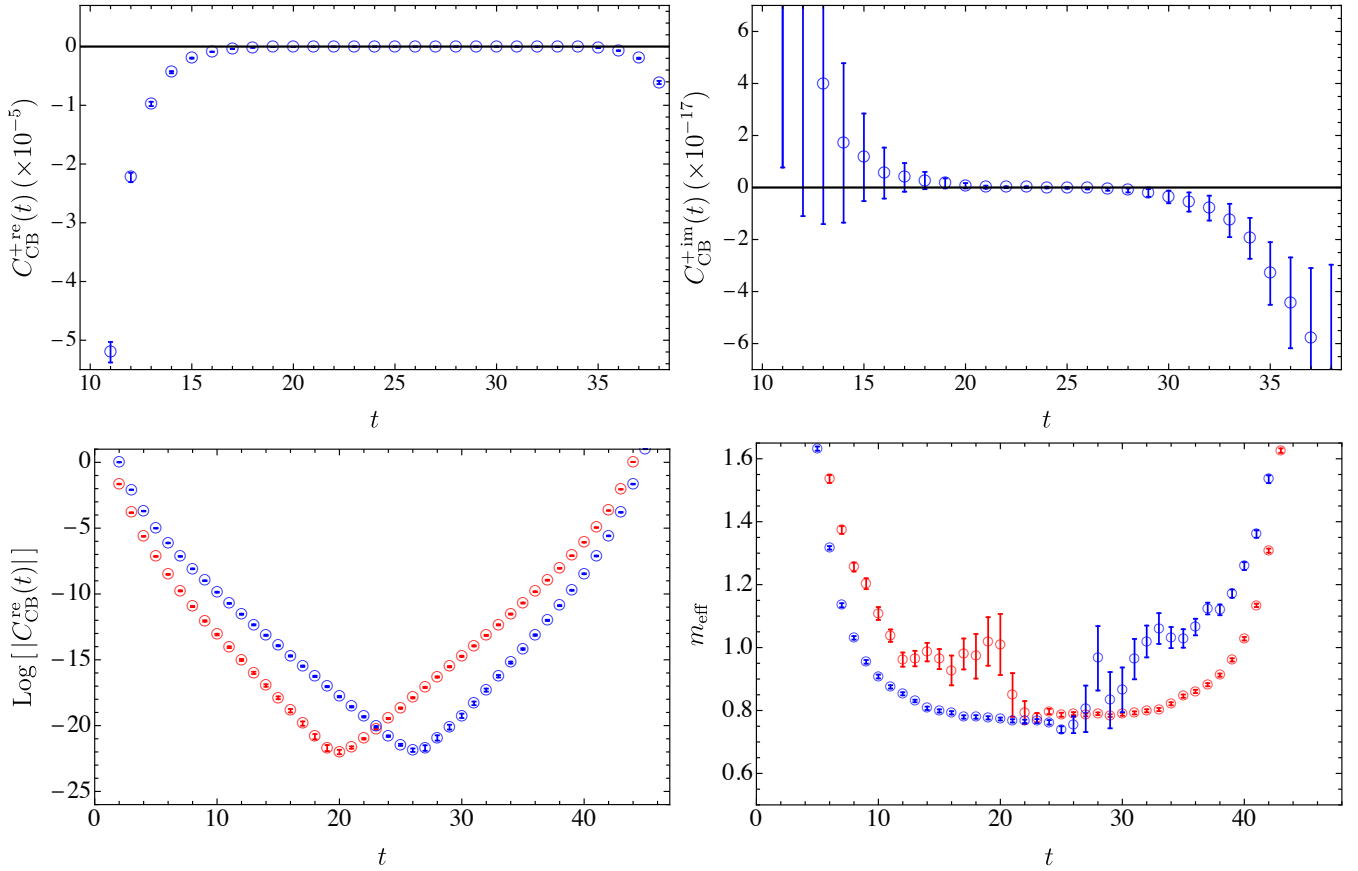 0
−1
−2
−3
−4
−5
10 15 20 25 30 35
t
C_CB^{+ re}(t) (×10^{−5})
6
4
2
0
−2
−4
−6
10 15 20 25 30 35
t
C_CB^{+ im}(t) (×10^{−17})
0
−5
−10
−15
−20
−25
0 10 20 30 40
t
Log[|C_CB^{re}(t)|]
1.6
1.4
1.2
1.0
0.8
0.6
0 10 20 30 40
t
m_eff